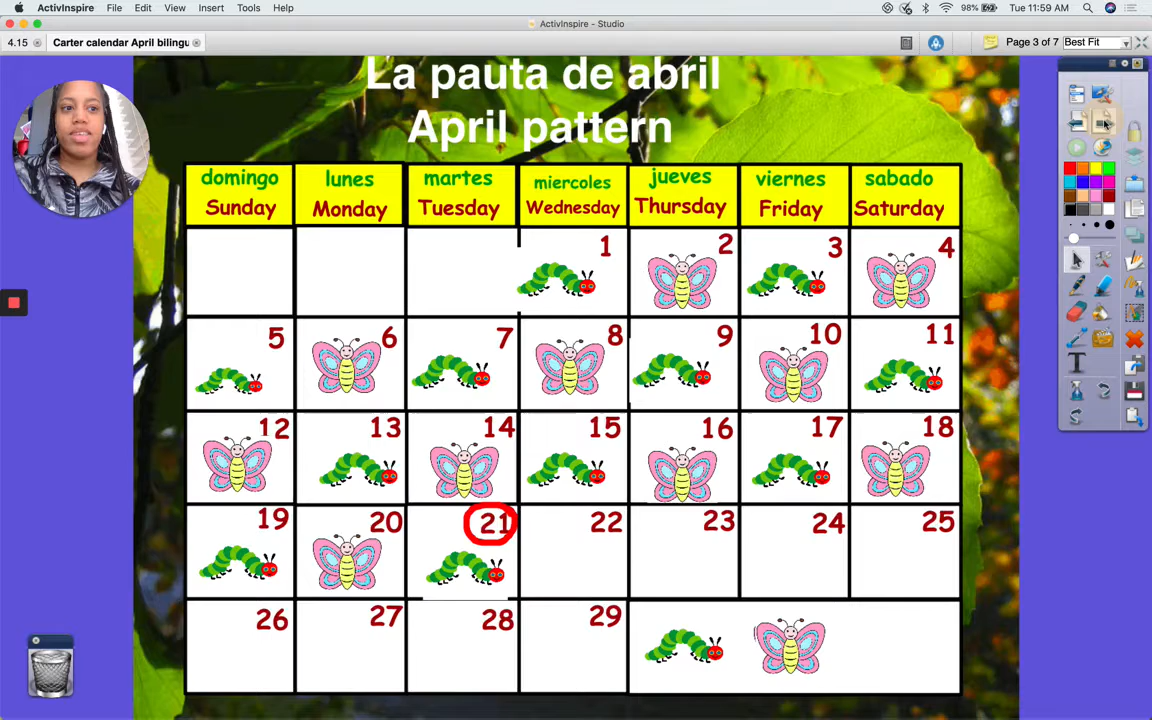 ActivInspire File Edit View Insert Tools Help 98% Tue 11:59 AM
ActivInspire - Studio
4.15 Carter calendar April bilingu Page 3 of 7 Best Fit
La pauta de abril
April pattern
domingo lunes martes miercoles jueves viernes sabado
Sunday Monday Tuesday Wednesday Thursday Friday Saturday
1 2 3 4
5 6 7 8 9 10 11
12 13 14 15 16 17 18
19 20 21 22 23 24 25
26 27 28 29